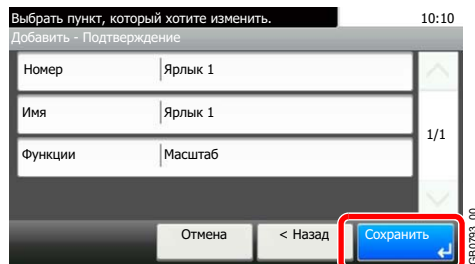 Выбрать пункт, который хотите изменить. 10:10
Добавить - Подтверждение
Номер Ярлык 1
Имя Ярлык 1
1/1
Функции Масштаб
Отмена < Назад Сохранить
GB0793_00